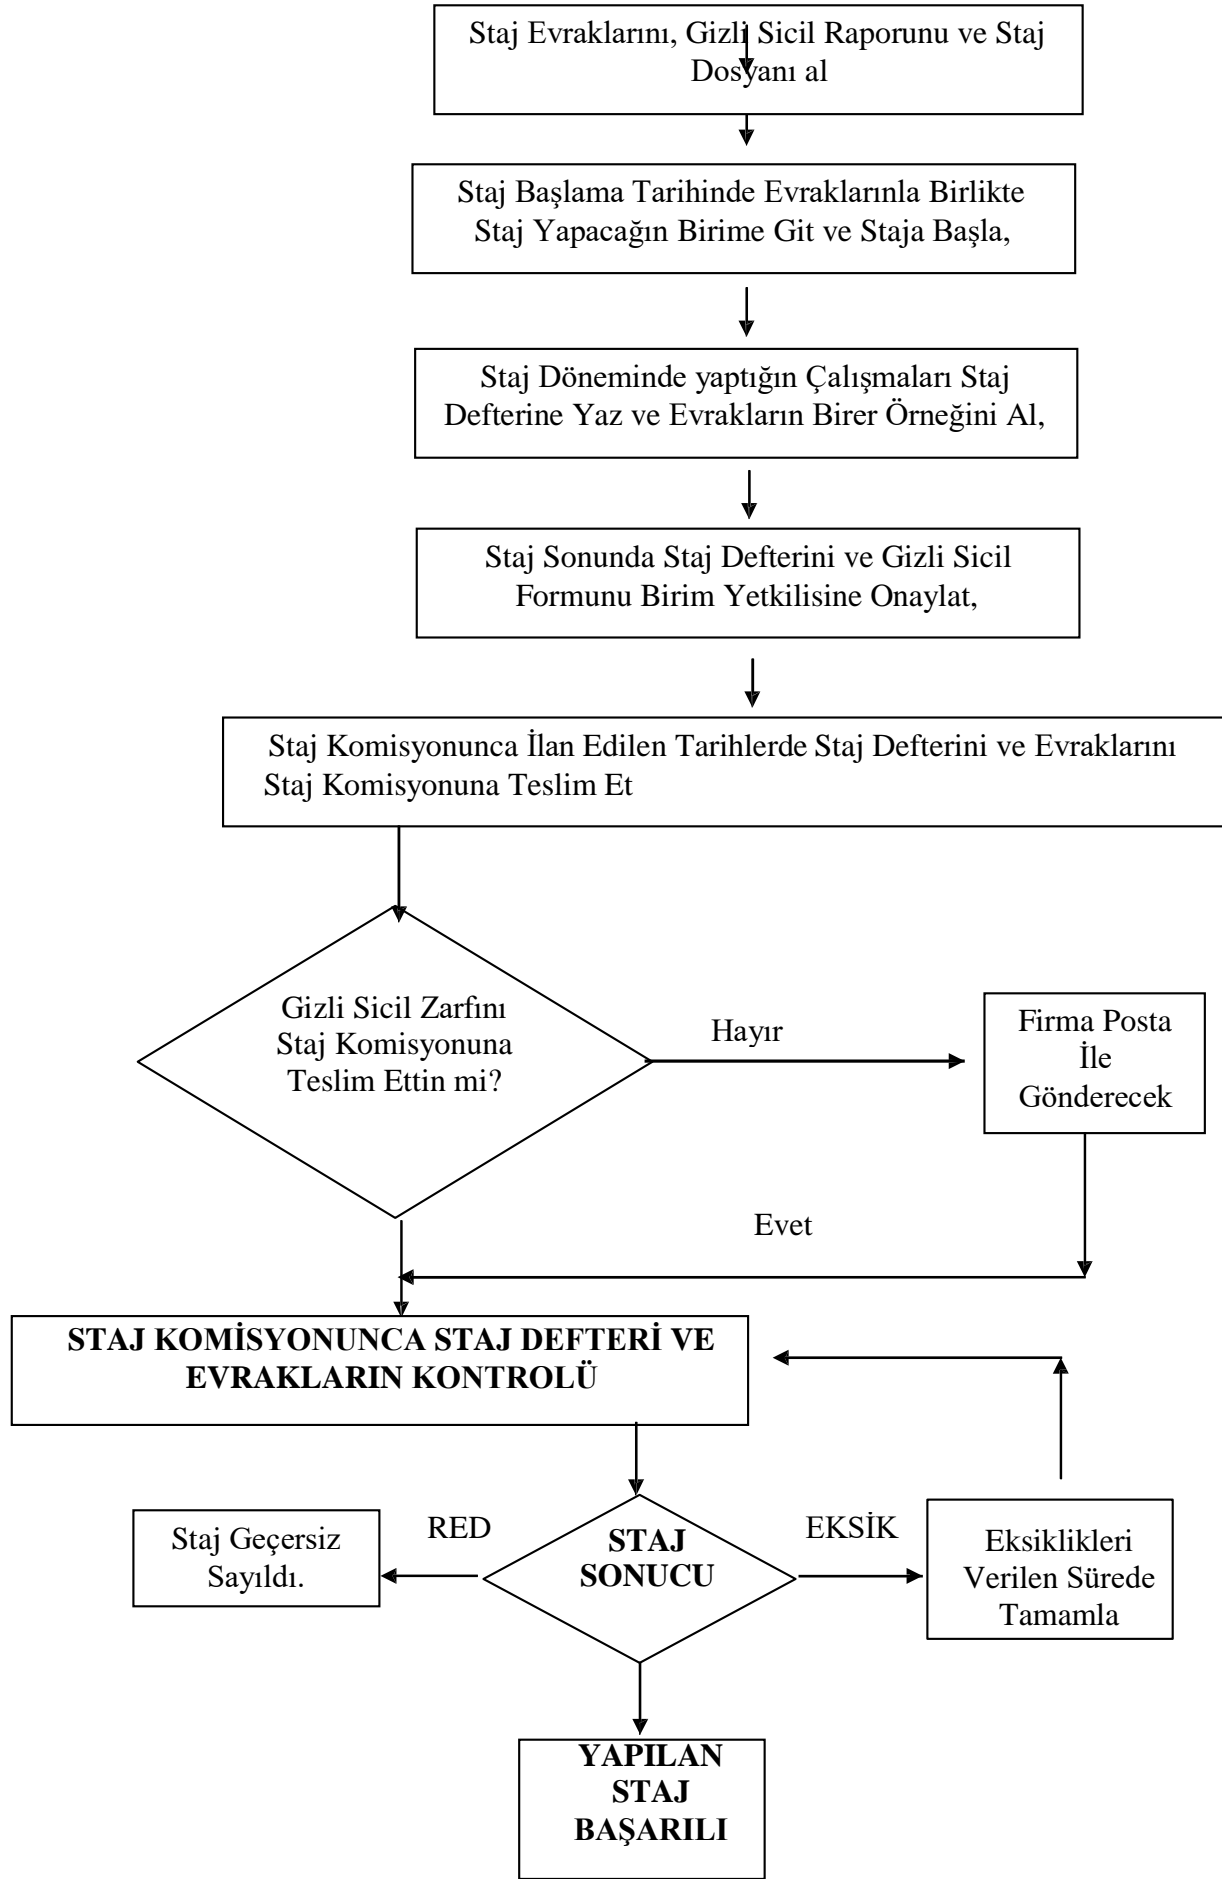 Staj Evraklarını, Gizli Sicil Raporunu ve Staj
Dosyanı al
Staj Başlama Tarihinde Evraklarınla Birlikte
Staj Yapacağın Birime Git ve Staja Başla,
Staj Döneminde yaptığın Çalışmaları Staj
Defterine Yaz ve Evrakların Birer Örneğini Al,
Staj Sonunda Staj Defterini ve Gizli Sicil
Formunu Birim Yetkilisine Onaylat,
Staj Komisyonunca İlan Edilen Tarihlerde Staj Defterini ve Evraklarını
Staj Komisyonuna Teslim Et
Gizli Sicil Zarfını
Staj Komisyonuna
Teslim Ettin mi?
Hayır
Firma Posta
İle
Gönderecek
Evet
STAJ KOMİSYONUNCA STAJ DEFTERİ VE
EVRAKLARIN KONTROLÜ
Staj Geçersiz
Sayıldı.
RED
STAJ
SONUCU
EKSİK
Eksiklikleri
Verilen Sürede
Tamamla
YAPILAN
STAJ
BAŞARILI